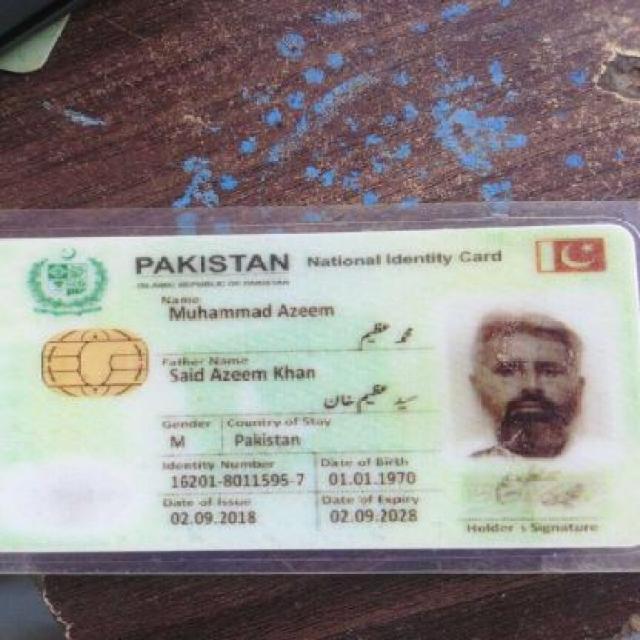 PAKISTAN National Identity Card
ISLAMIC REPUBLIC OF PAKISTAN
Name
Muhammad Azeem
محمد عظیم
Father Name
Said Azeem Khan
سید عظیم خان
Gender Country of Stay
M Pakistan
Identity Number Date of Birth
16201-8011595-7 01.01.1970
Date of Issue Date of Expiry
02.09.2018 02.09.2028
Holder's Signature